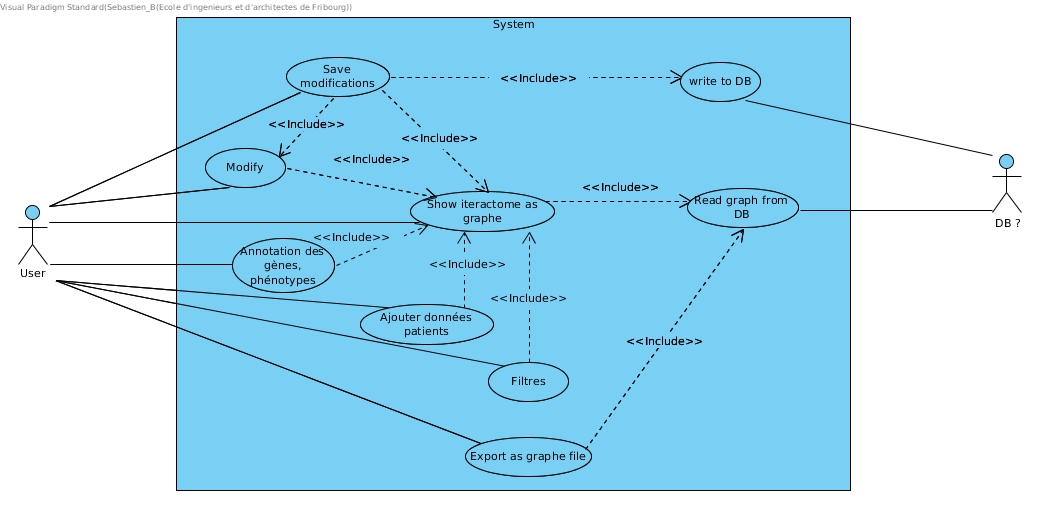 Visual Paradigm Standard(Sebastien_B(Ecole d'ingenieurs et d'architectes de Fribourg))
System
Save
modifications
<<Include>>
write to DB
<<Include>>
<<Include>>
<<Include>>
Modify
<<Include>>
Show iteractome as
graphe
Read graph from
DB
User
DB ?
<<Include>>
Annotation des
gènes,
phénotypes
<<Include>>
<<Include>>
Ajouter données
patients
<<Include>>
Filtres
Export as graphe file